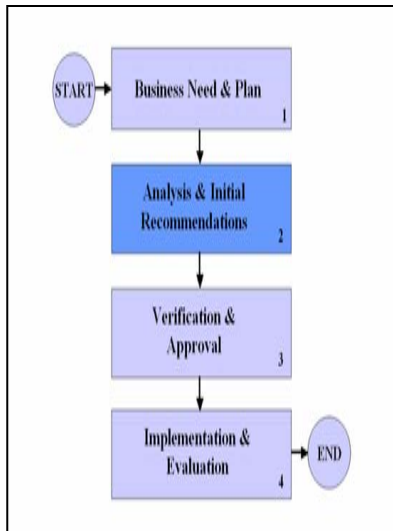 START
Business Need & Plan
1
Analysis & Initial
Recommendations
2
Verification &
Approval
3
Implementation &
Evaluation
4
END